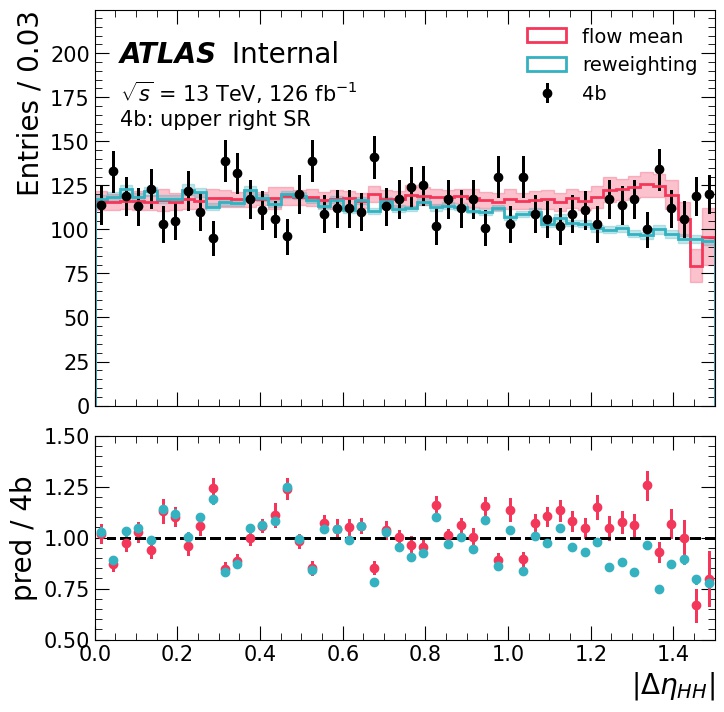 Entries / 0.03
200
175
150
125
100
75
50
25
0
ATLAS Internal
√s = 13 TeV, 126 fb⁻¹
4b: upper right SR
flow mean
reweighting
4b
pred / 4b
1.50
1.25
1.00
0.75
0.50
0.0 0.2 0.4 0.6 0.8 1.0 1.2 1.4
|Δη_HH|